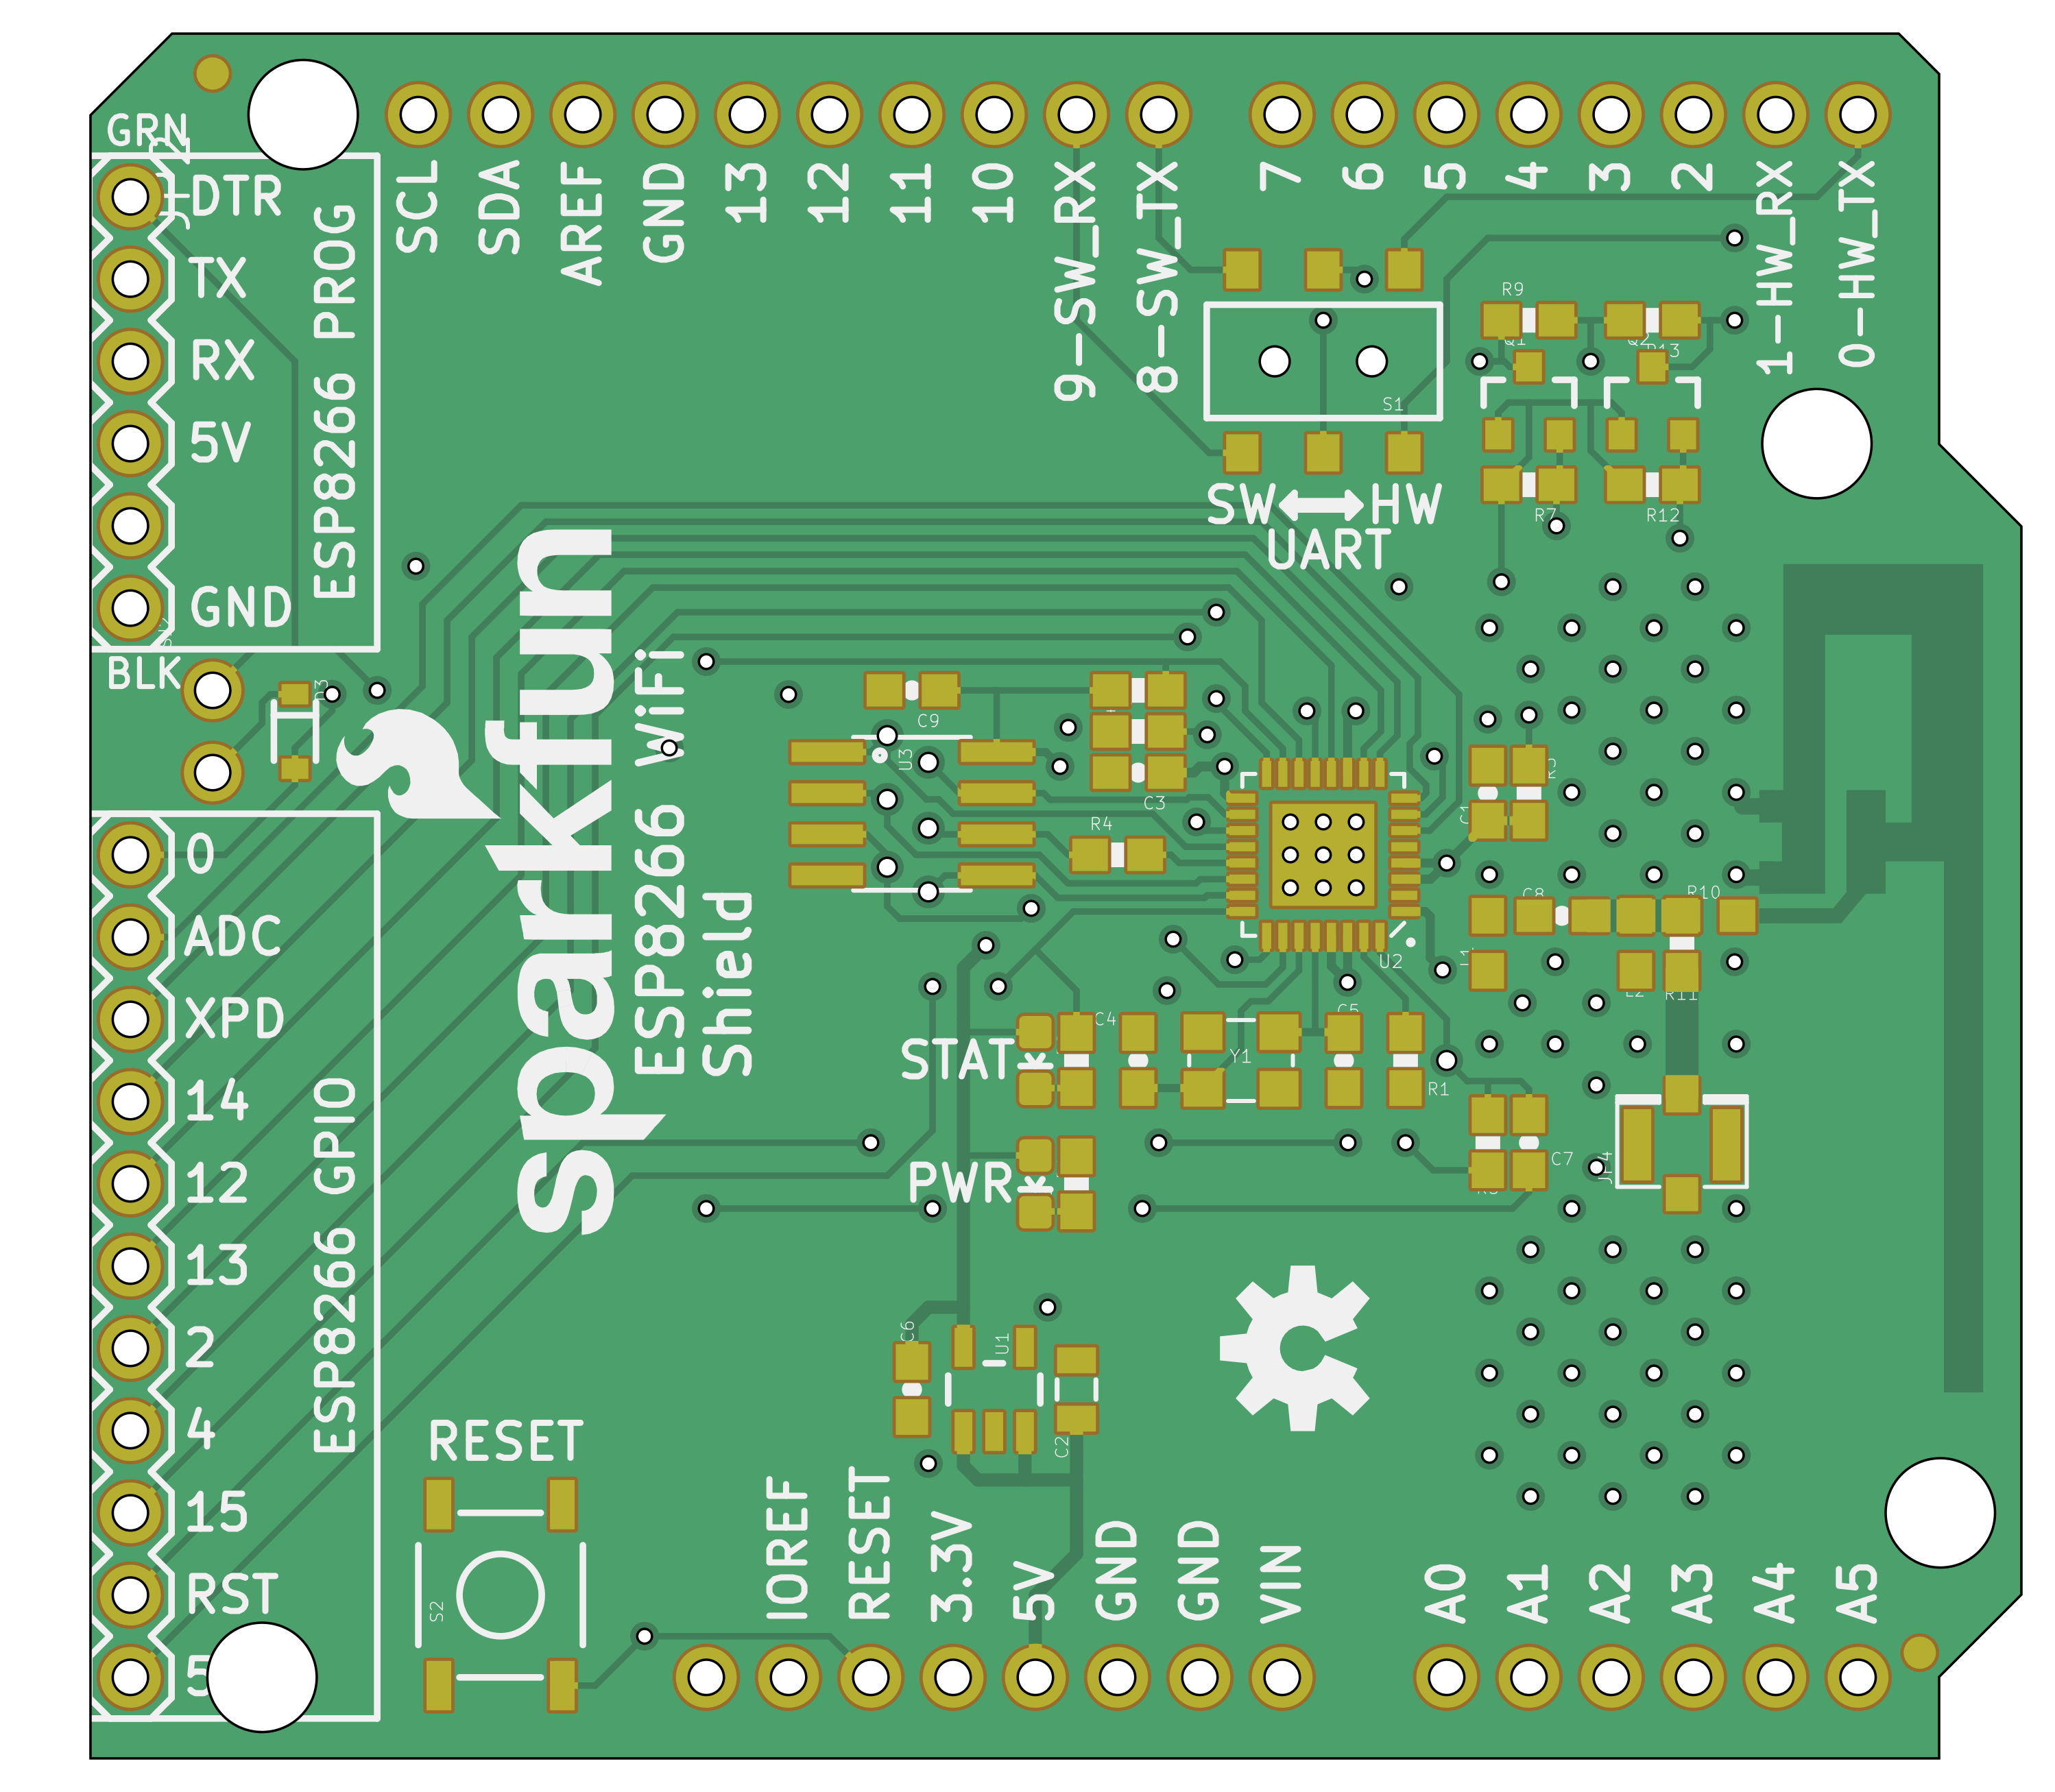 GRN
DTR
TX
RX
5V
GND
BLK
ESP8266 PROG
SCL
SDA
AREF
GND
13
12
11
10
9-SW_RX
8-SW_TX
7
6
5
4
3
2
1-HW_RX
0-HW_TX
R9
Q1
Q2
R13
S1
R7
R12
SW HW
UART
sparkfun
ESP8266 WiFi
Shield
C9
U3
C3
R4
U2
C1
C8
R10
R11
L2
C4
C5
Y1
R1
C7
STAT
PWR
0
ADC
XPD
14
12
13
2
4
15
RST
ESP8266 GPIO
C6
U1
C2
RESET
S2
IOREF
RESET
3.3V
5V
GND
GND
VIN
A0
A1
A2
A3
A4
A5